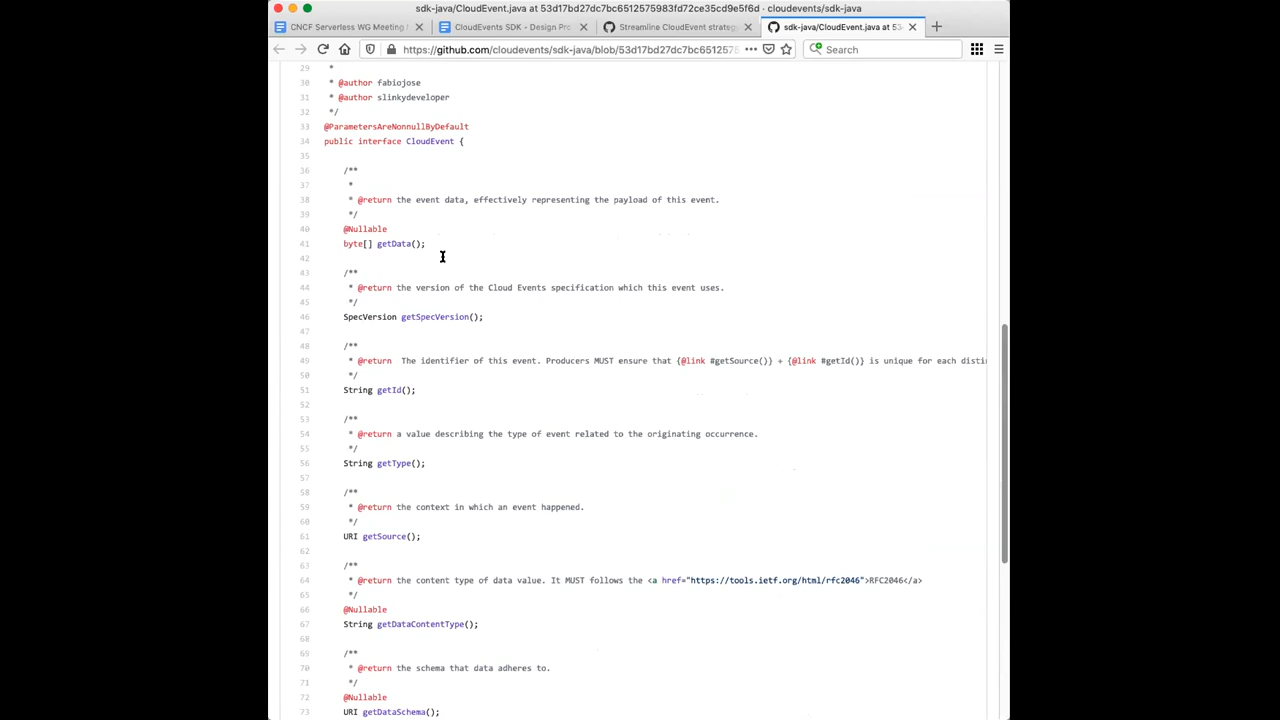 sdk-java/CloudEvent.java at 53d17bd27dc7bc6512575983fd72ce35cd9e5f6d · cloudevents/sdk-java
CNCF Serverless WG Meeting
CloudEvents SDK - Design Pro
Streamline CloudEvent strateg
sdk-java/CloudEvent.java at 53
https://github.com/cloudevents/sdk-java/blob/53d17bd27dc7bc6512575
Search
29 *
30 * @author fabiojose
31 * @author slinkydeveloper
32 */
33 @ParametersAreNonnullByDefault
34 public interface CloudEvent {
35
36 /**
37 *
38 * @return the event data, effectively representing the payload of this event.
39 */
40 @Nullable
41 byte[] getData();
42
43 /**
44 * @return the version of the Cloud Events specification which this event uses.
45 */
46 SpecVersion getSpecVersion();
47
48 /**
49 * @return The identifier of this event. Producers MUST ensure that {@link #getSource()} + {@link #getId()} is unique for each distin
50 */
51 String getId();
52
53 /**
54 * @return a value describing the type of event related to the originating occurrence.
55 */
56 String getType();
57
58 /**
59 * @return the context in which an event happened.
60 */
61 URI getSource();
62
63 /**
64 * @return the content type of data value. It MUST follows the <a href="https://tools.ietf.org/html/rfc2046">RFC2046</a>
65 */
66 @Nullable
67 String getDataContentType();
68
69 /**
70 * @return the schema that data adheres to.
71 */
72 @Nullable
73 URI getDataSchema();